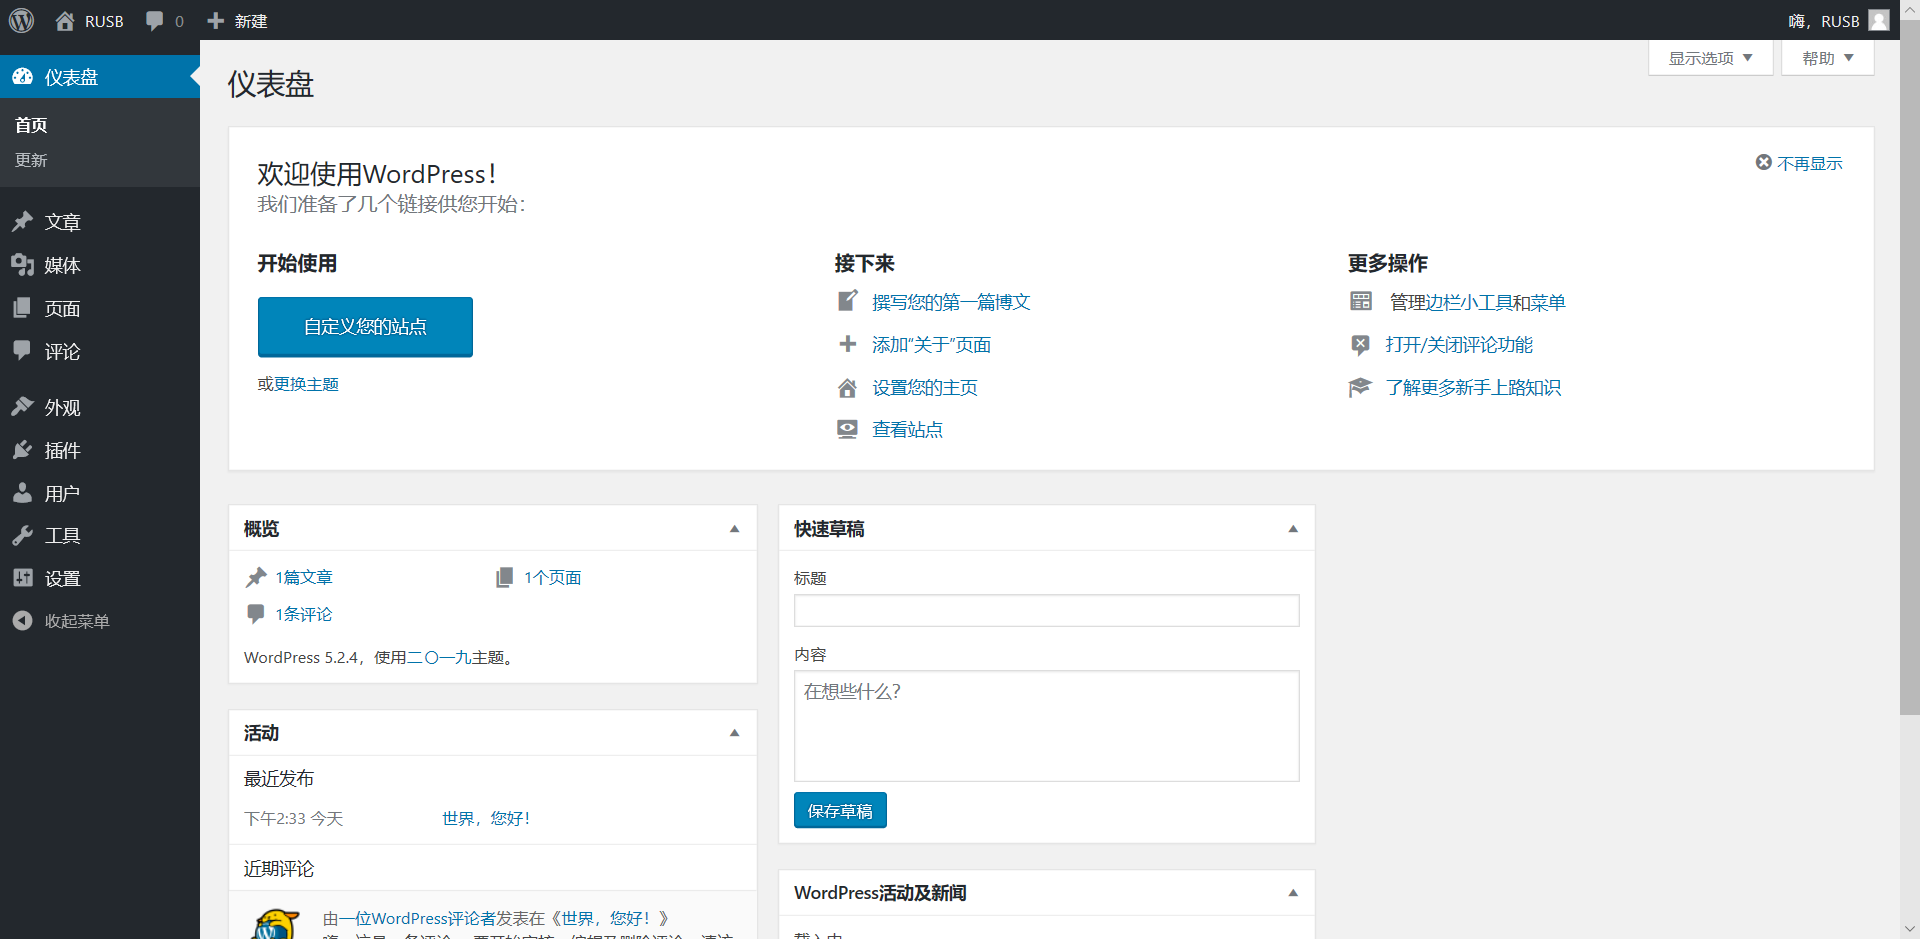 RUSB
0
新建
嗨，RUSB
仪表盘
首页
更新
文章
媒体
页面
评论
外观
插件
用户
工具
设置
收起菜单
显示选项
帮助
仪表盘
欢迎使用WordPress！
我们准备了几个链接供您开始：
不再显示
开始使用
自定义您的站点
或更换主题
接下来
撰写您的第一篇博文
添加“关于”页面
设置您的主页
查看站点
更多操作
管理边栏小工具和菜单
打开/关闭评论功能
了解更多新手上路知识
概览
1篇文章
1个页面
1条评论
WordPress 5.2.4，使用二〇一九主题。
活动
最近发布
下午2:33 今天
世界，您好！
近期评论
由一位WordPress评论者发表在《世界，您好！》
快速草稿
标题
内容
在想些什么？
保存草稿
WordPress活动及新闻